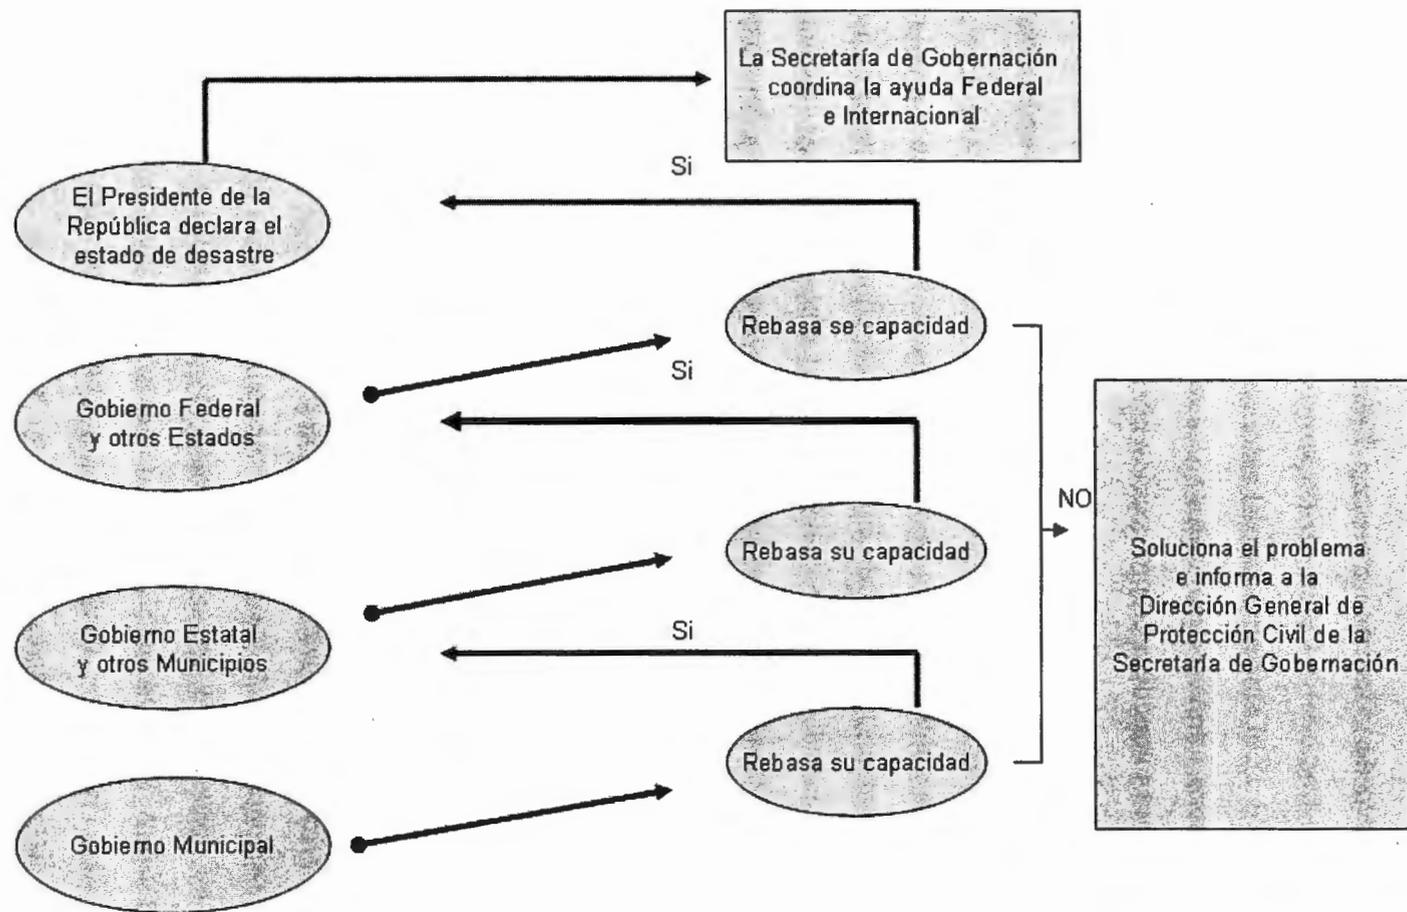 La Secretaría de Gobernación
coordina la ayuda Federal
e Internacional
Si
El Presidente de la
República declara el
estado de desastre
Rebasa se capacidad
Si
Gobierno Federal
y otros Estados
NO
Rebasa su capacidad
Soluciona el problema
e informa a la
Dirección General de
Protección Civil de la
Secretaría de Gobernación
Gobierno Estatal
y otros Municipios
Si
Rebasa su capacidad
Gobierno Municipal